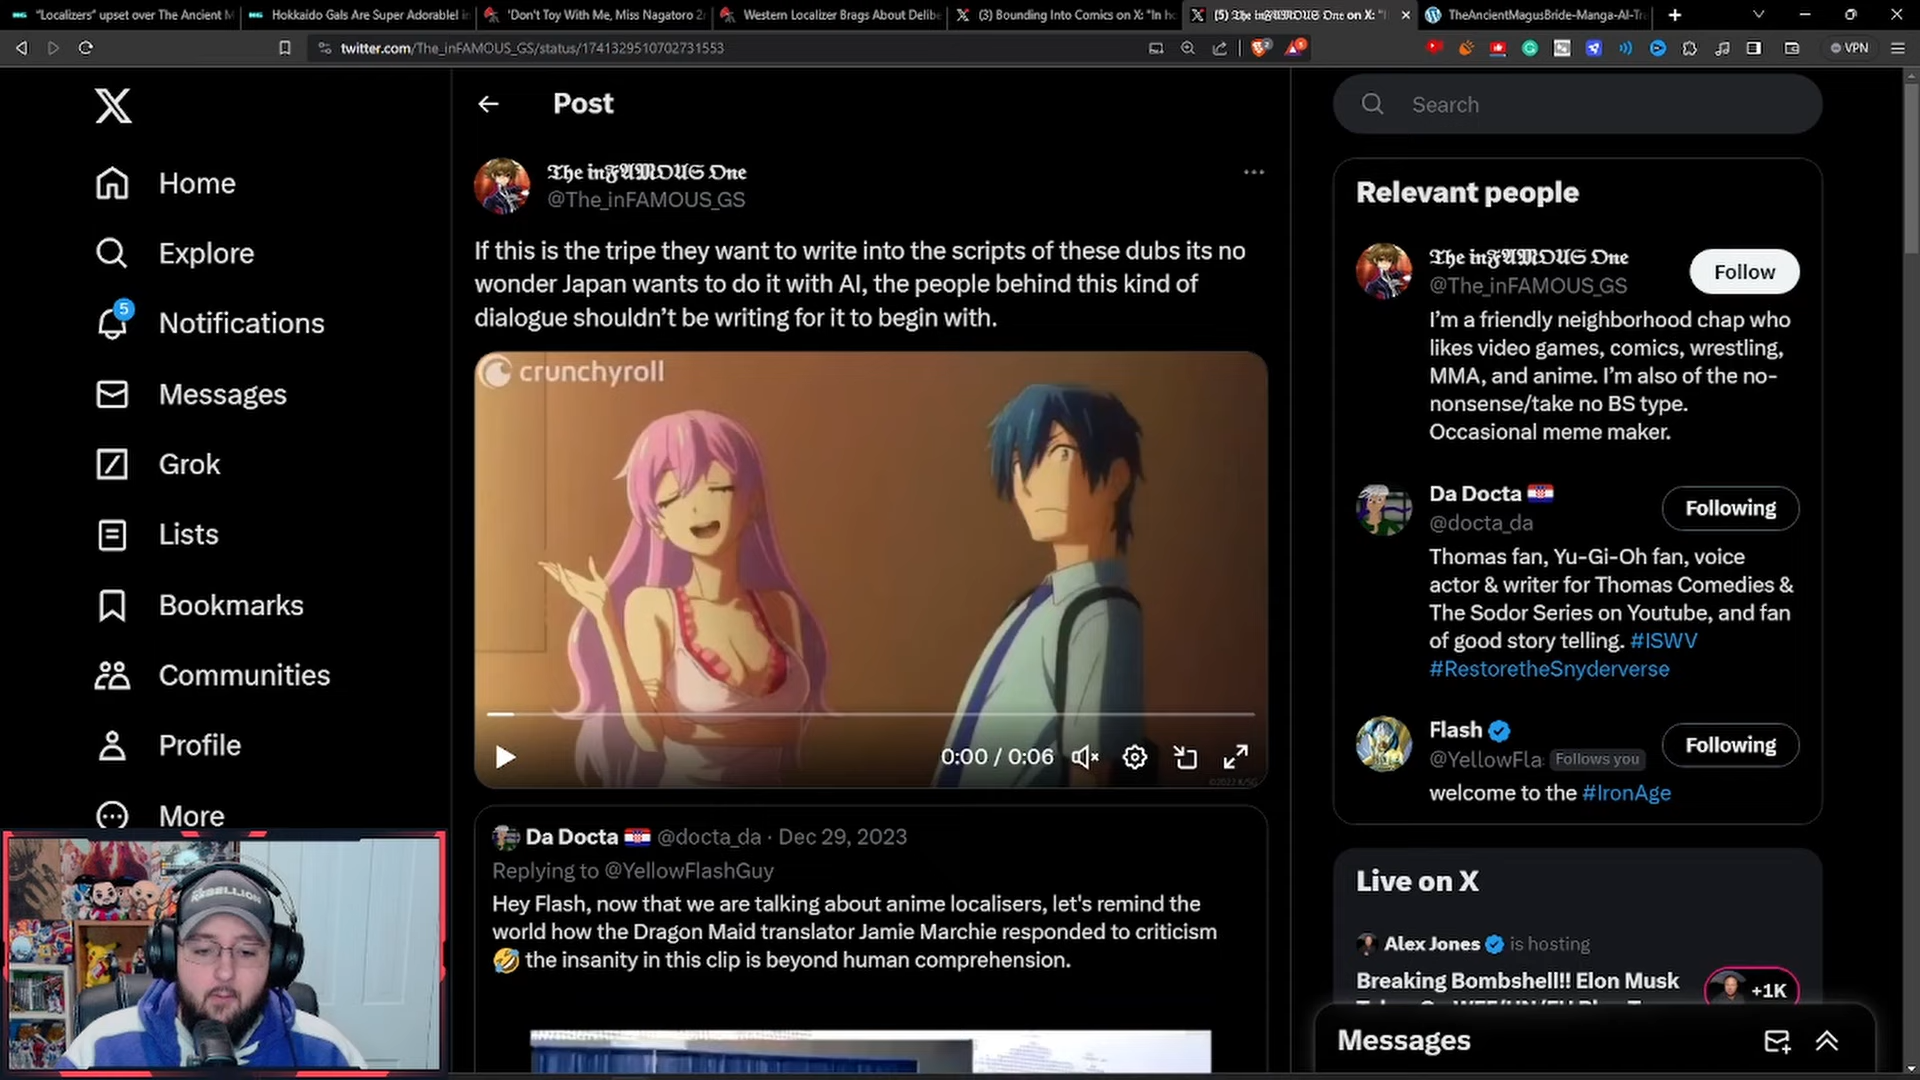 "Localizers" upset over The Ancient M
Hokkaido Gals Are Super Adorable! i
'Don't Toy With Me, Miss Nagatoro 2
Western Localizer Brags About Delibe
(3) Bounding Into Comics on X: "In h
(5) 𝕿𝖍𝖊 𝖎𝖓𝕱𝕬𝕸𝕺𝖀𝕾 𝕺𝖓𝖊 on X: "I
TheAncientMagusBride-Manga-AI-Tr
twitter.com/The_inFAMOUS_GS/status/1741329510702731553
VPN
Home
Explore
5
Notifications
Messages
Grok
Lists
Bookmarks
Communities
Profile
More
Post
𝕿𝖍𝖊 𝖎𝖓𝕱𝕬𝕸𝕺𝖀𝕾 𝕺𝖓𝖊
@The_inFAMOUS_GS
If this is the tripe they want to write into the scripts of these dubs its no
wonder Japan wants to do it with AI, the people behind this kind of
dialogue shouldn't be writing for it to begin with.
crunchyroll
0:00 / 0:06
Da Docta 🇭🇷 @docta_da · Dec 29, 2023
Replying to @YellowFlashGuy
Hey Flash, now that we are talking about anime localisers, let's remind the
world how the Dragon Maid translator Jamie Marchie responded to criticism
🤣 the insanity in this clip is beyond human comprehension.
Search
Relevant people
𝕿𝖍𝖊 𝖎𝖓𝕱𝕬𝕸𝕺𝖀𝕾 𝕺𝖓𝖊
@The_inFAMOUS_GS
Follow
I'm a friendly neighborhood chap who
likes video games, comics, wrestling,
MMA, and anime. I'm also of the no-
nonsense/take no BS type.
Occasional meme maker.
Da Docta 🇭🇷
@docta_da
Following
Thomas fan, Yu-Gi-Oh fan, voice
actor & writer for Thomas Comedies &
The Sodor Series on Youtube, and fan
of good story telling. #ISWV
#RestoretheSnyderverse
Flash
@YellowFla Follows you
Following
welcome to the #IronAge
Live on X
Alex Jones is hosting
Breaking Bombshell!! Elon Musk
+1K
Messages
REBELLION